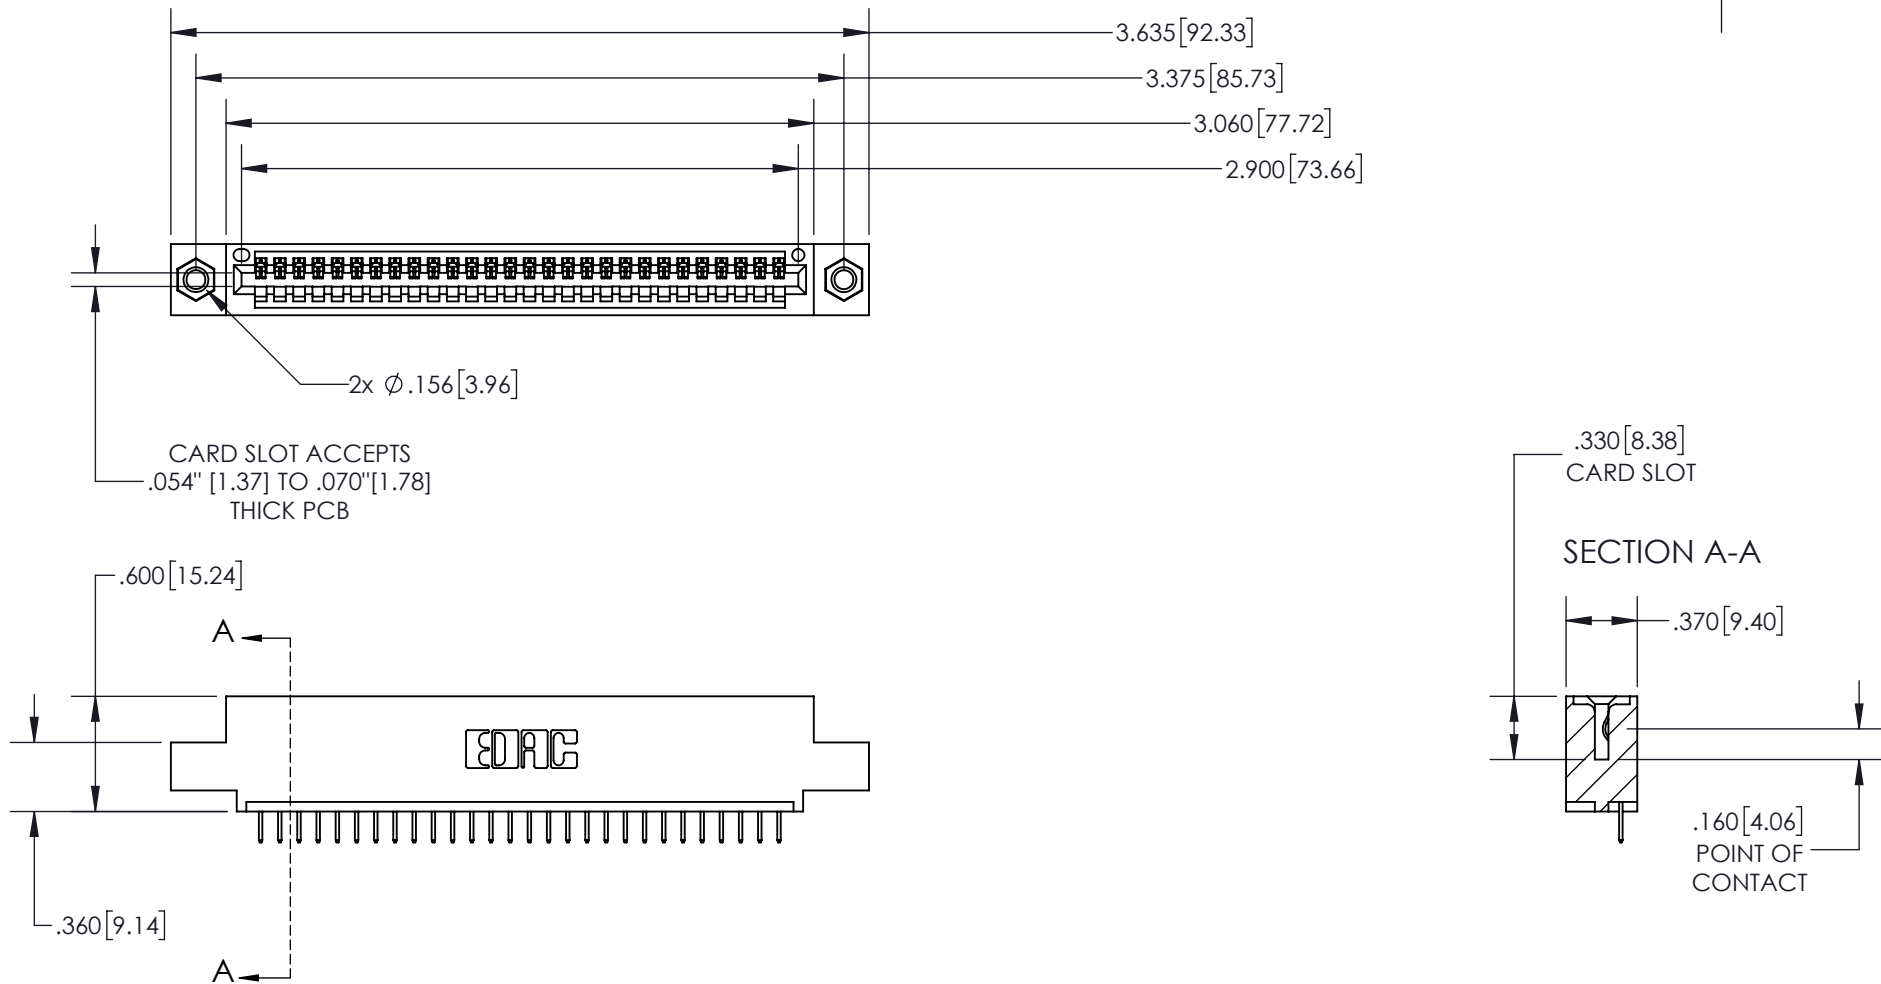 3.635[92.33]
3.375[85.73]
3.060[77.72]
2.900[73.66]
2x Ø.156[3.96]
CARD SLOT ACCEPTS
.054" [1.37] TO .070"[1.78]
THICK PCB
.330[8.38]
CARD SLOT
SECTION A-A
.600[15.24]
.370[9.40]
A
EDAC
.160[4.06]
POINT OF
CONTACT
.360[9.14]
A